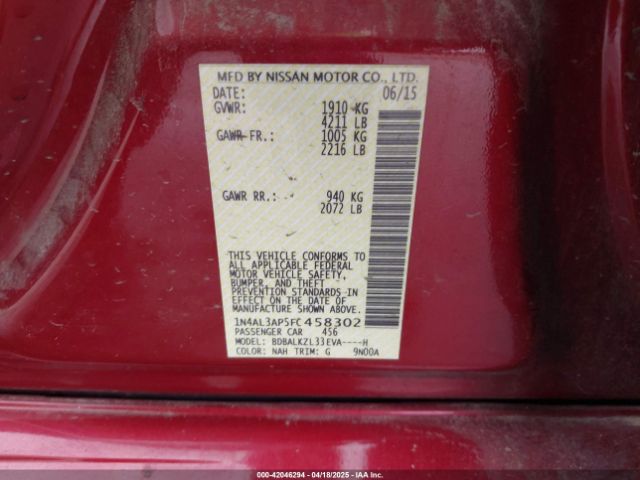 MFD BY NISSAN MOTOR CO., LTD.
DATE: 06/15
GVWR: 1910 KG
4211 LB
GAWR FR.: 1005 KG
2216 LB
GAWR RR.: 940 KG
2072 LB
THIS VEHICLE CONFORMS TO
ALL APPLICABLE FEDERAL
MOTOR VEHICLE SAFETY,
BUMPER, AND THEFT
PREVENTION STANDARDS IN
EFFECT ON THE DATE OF
MANUFACTURE SHOWN ABOVE.
1N4AL3AP5FC458302
PASSENGER CAR 456
MODEL: BDBALKZL33EVA----H
COLOR: NAH TRIM: G 9N00A
000-42046294 - 04/18/2025 - IAA Inc.